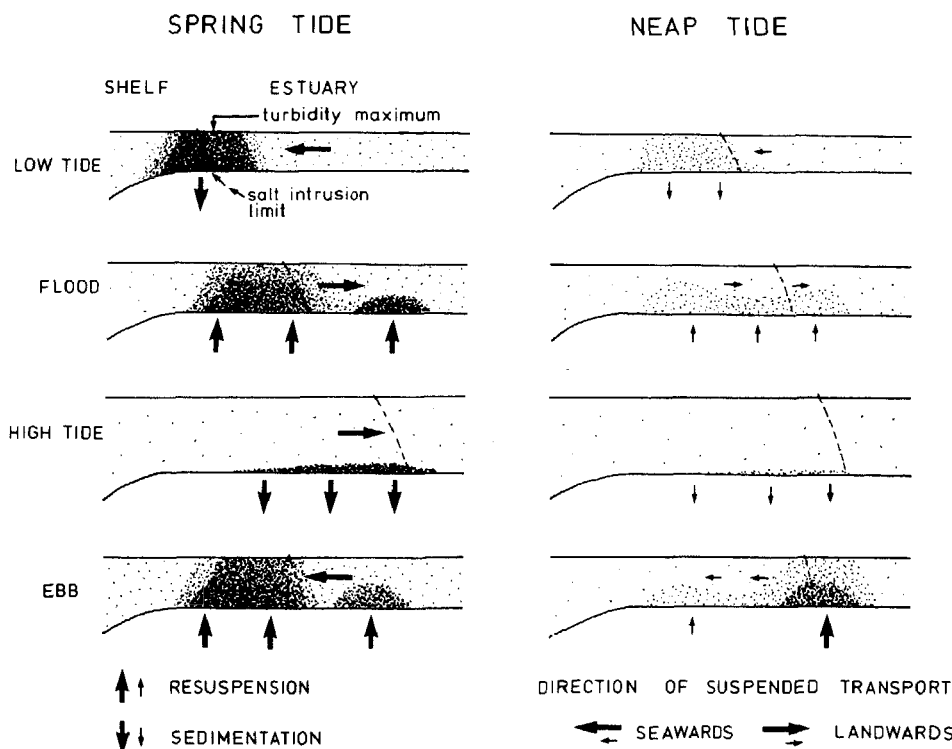 SPRING TIDE
NEAP TIDE
SHELF
ESTUARY
turbidity maximum
LOW TIDE
salt intrusion
limit
FLOOD
HIGH TIDE
EBB
RESUSPENSION
SEDIMENTATION
DIRECTION OF SUSPENDED TRANSPORT
SEAWARDS
LANDWARDS